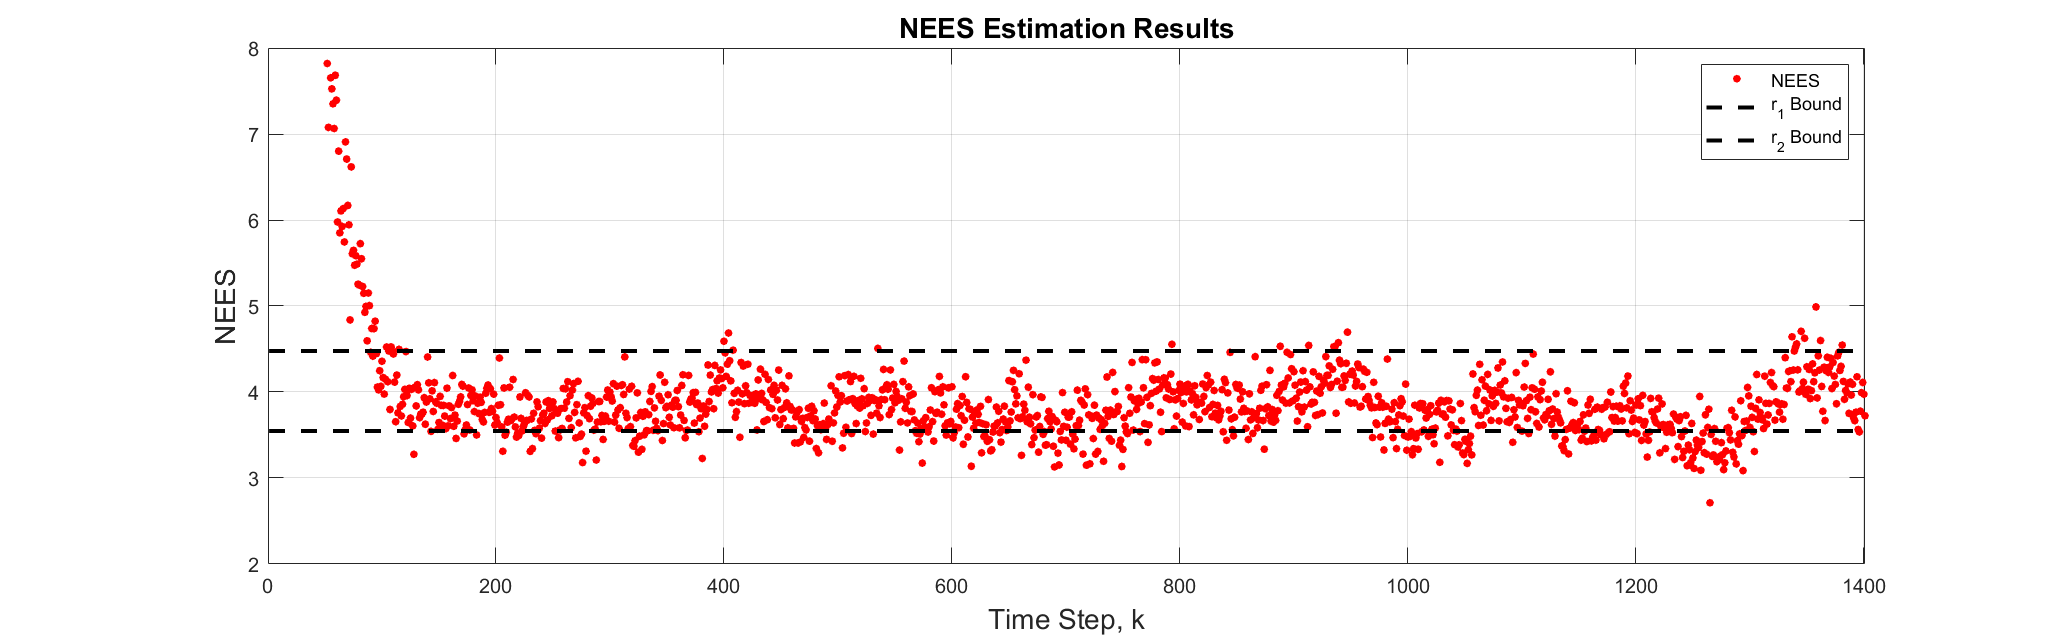 NEES Estimation Results
8
7
6
5
4
3
2
NEES
0 200 400 600 800 1000 1200 1400
Time Step, k
NEES
r1 Bound
r2 Bound